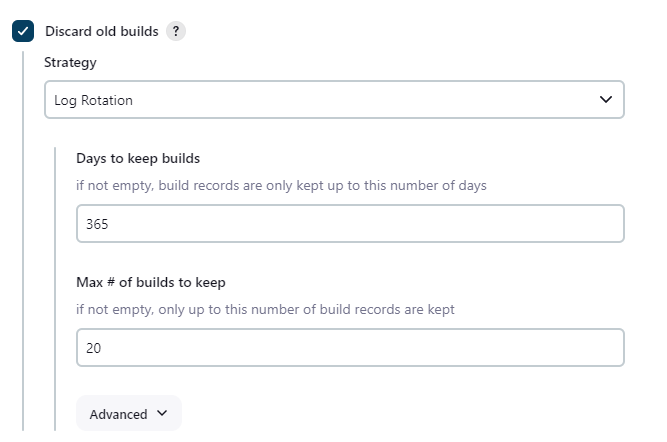 Discard old builds ?
Strategy
Log Rotation
Days to keep builds
if not empty, build records are only kept up to this number of days
365
Max # of builds to keep
if not empty, only up to this number of build records are kept
20
Advanced